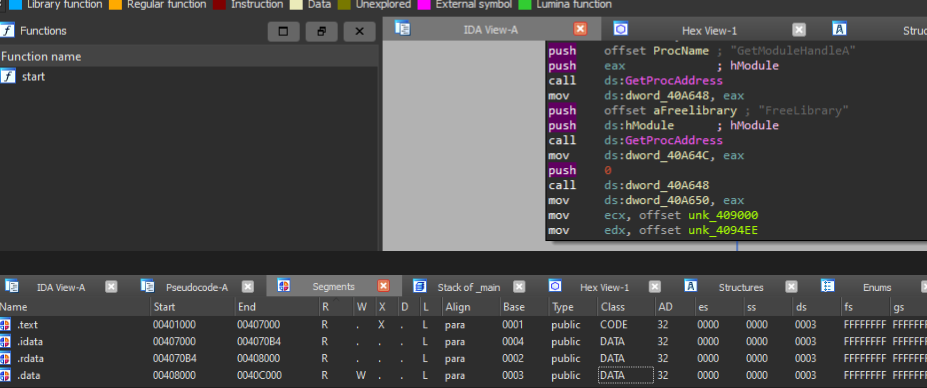 Library function Regular function Instruction Data Unexplored External symbol Lumina function
Functions IDA View-A Hex View-1
Function name
start
push offset ProcName ; "GetModuleHandleA"
push eax ; hModule
call ds:GetProcAddress
mov ds:dword_40A648, eax
push offset aFreelibrary ; "FreeLibrary"
push ds:hModule ; hModule
call ds:GetProcAddress
mov ds:dword_40A64C, eax
push 0
call ds:dword_40A648
mov ds:dword_40A650, eax
mov ecx, offset unk_409000
mov edx, offset unk_4094EE
IDA View-A Pseudocode-A Segments Stack of _main Hex View-1 Structures Enums
Name Start End R W X D L Align Base Type Class AD es ss ds fs gs
.text 00401000 00407000 R . X . L para 0001 public CODE 32 0000 0000 0003 FFFFFFFF FFFFFF
.idata 00407000 004070B4 R . . . L para 0004 public DATA 32 0000 0000 0003 FFFFFFFF FFFFFF
.rdata 004070B4 00408000 R . . . L para 0002 public DATA 32 0000 0000 0003 FFFFFFFF FFFFFF
.data 00408000 0040C000 R W . . L para 0003 public DATA 32 0000 0000 0003 FFFFFFFF FFFFFF